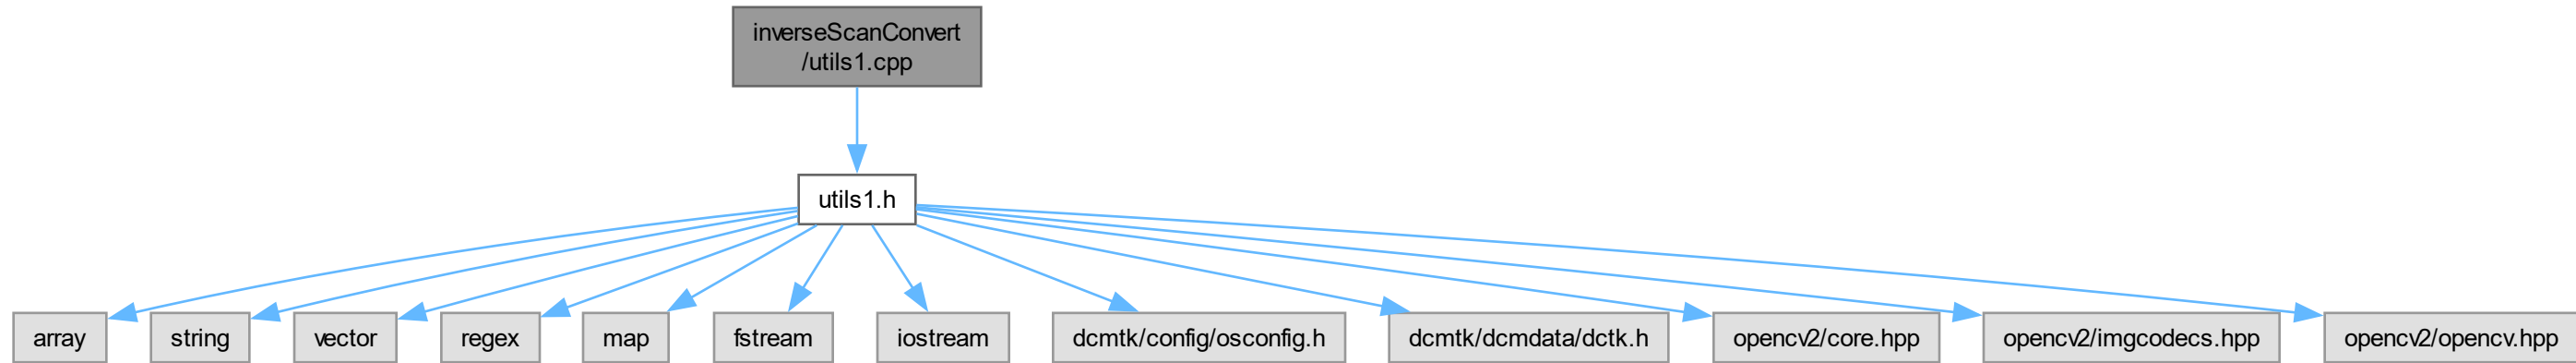 inverseScanConvert
/utils1.cpp
utils1.h
array
string
vector
regex
map
fstream
iostream
dcmtk/config/osconfig.h
dcmtk/dcmdata/dctk.h
opencv2/core.hpp
opencv2/imgcodecs.hpp
opencv2/opencv.hpp